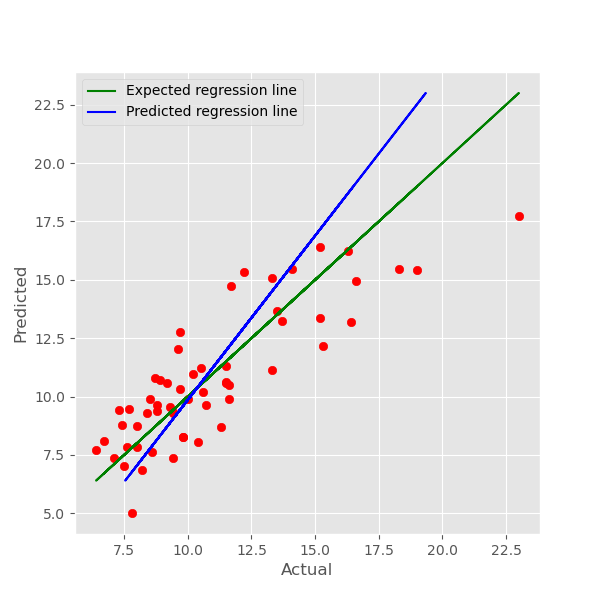 Expected regression line
Predicted regression line
22.5
20.0
17.5
15.0
12.5
10.0
7.5
5.0
Predicted
7.5 10.0 12.5 15.0 17.5 20.0 22.5
Actual